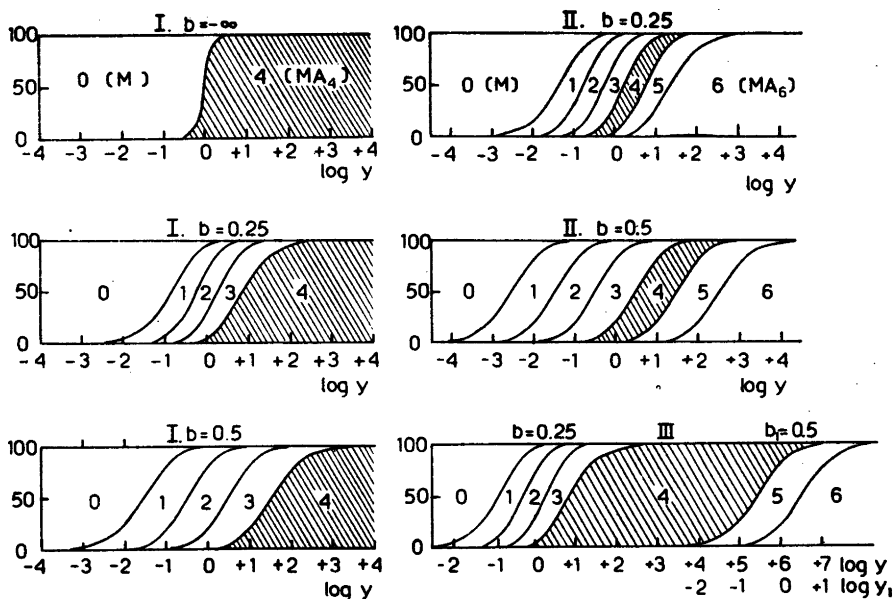 I. b=-∞
100
50
0
0 (M)
4 (MA₄)
-4 -3 -2 -1 0 +1 +2 +3 +4
log y
II. b=0.25
100
50
0
0 (M) 1 2 3 4 5 6 (MA₆)
-4 -3 -2 -1 0 +1 +2 +3 +4
log y
I. b=0.25
100
50
0
0 1 2 3 4
-4 -3 -2 -1 0 +1 +2 +3 +4
log y
II. b=0.5
100
50
0
0 1 2 3 4 5 6
-4 -3 -2 -1 0 +1 +2 +3 +4
log y
I. b=0.5
100
50
0
0 1 2 3 4
-4 -3 -2 -1 0 +1 +2 +3 +4
log y
b=0.25 III b₁=0.5
100
50
0
0 1 2 3 4 5 6
-2 -1 0 +1 +2 +3 +4 +5 +6 +7 log y
-2 -1 0 +1 log y₁